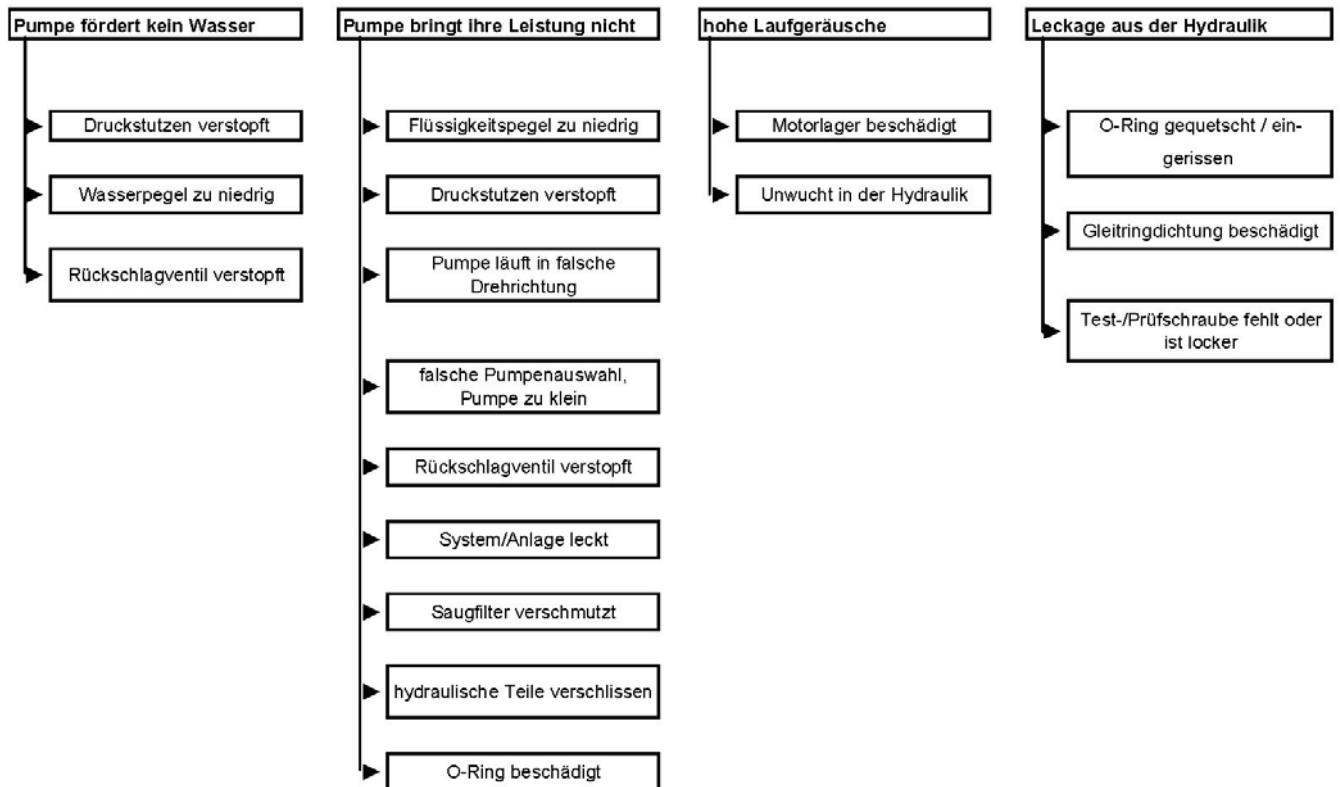 Pumpe fördert kein Wasser
Druckstutzen verstopft
Wasserpegel zu niedrig
Rückschlagventil verstopft
Pumpe bringt ihre Leistung nicht
Flüssigkeitspegel zu niedrig
Druckstutzen verstopft
Pumpe läuft in falsche
Drehrichtung
falsche Pumpenauswahl,
Pumpe zu klein
Rückschlagventil verstopft
System/Anlage leckt
Saugfilter verschmutzt
hydraulische Teile verschlissen
O-Ring beschädigt
hohe Laufgeräusche
Motorlager beschädigt
Unwucht in der Hydraulik
Leckage aus der Hydraulik
O-Ring gequetscht / ein-
gerissen
Gleitringdichtung beschädigt
Test-/Prüfschraube fehlt oder
ist locker